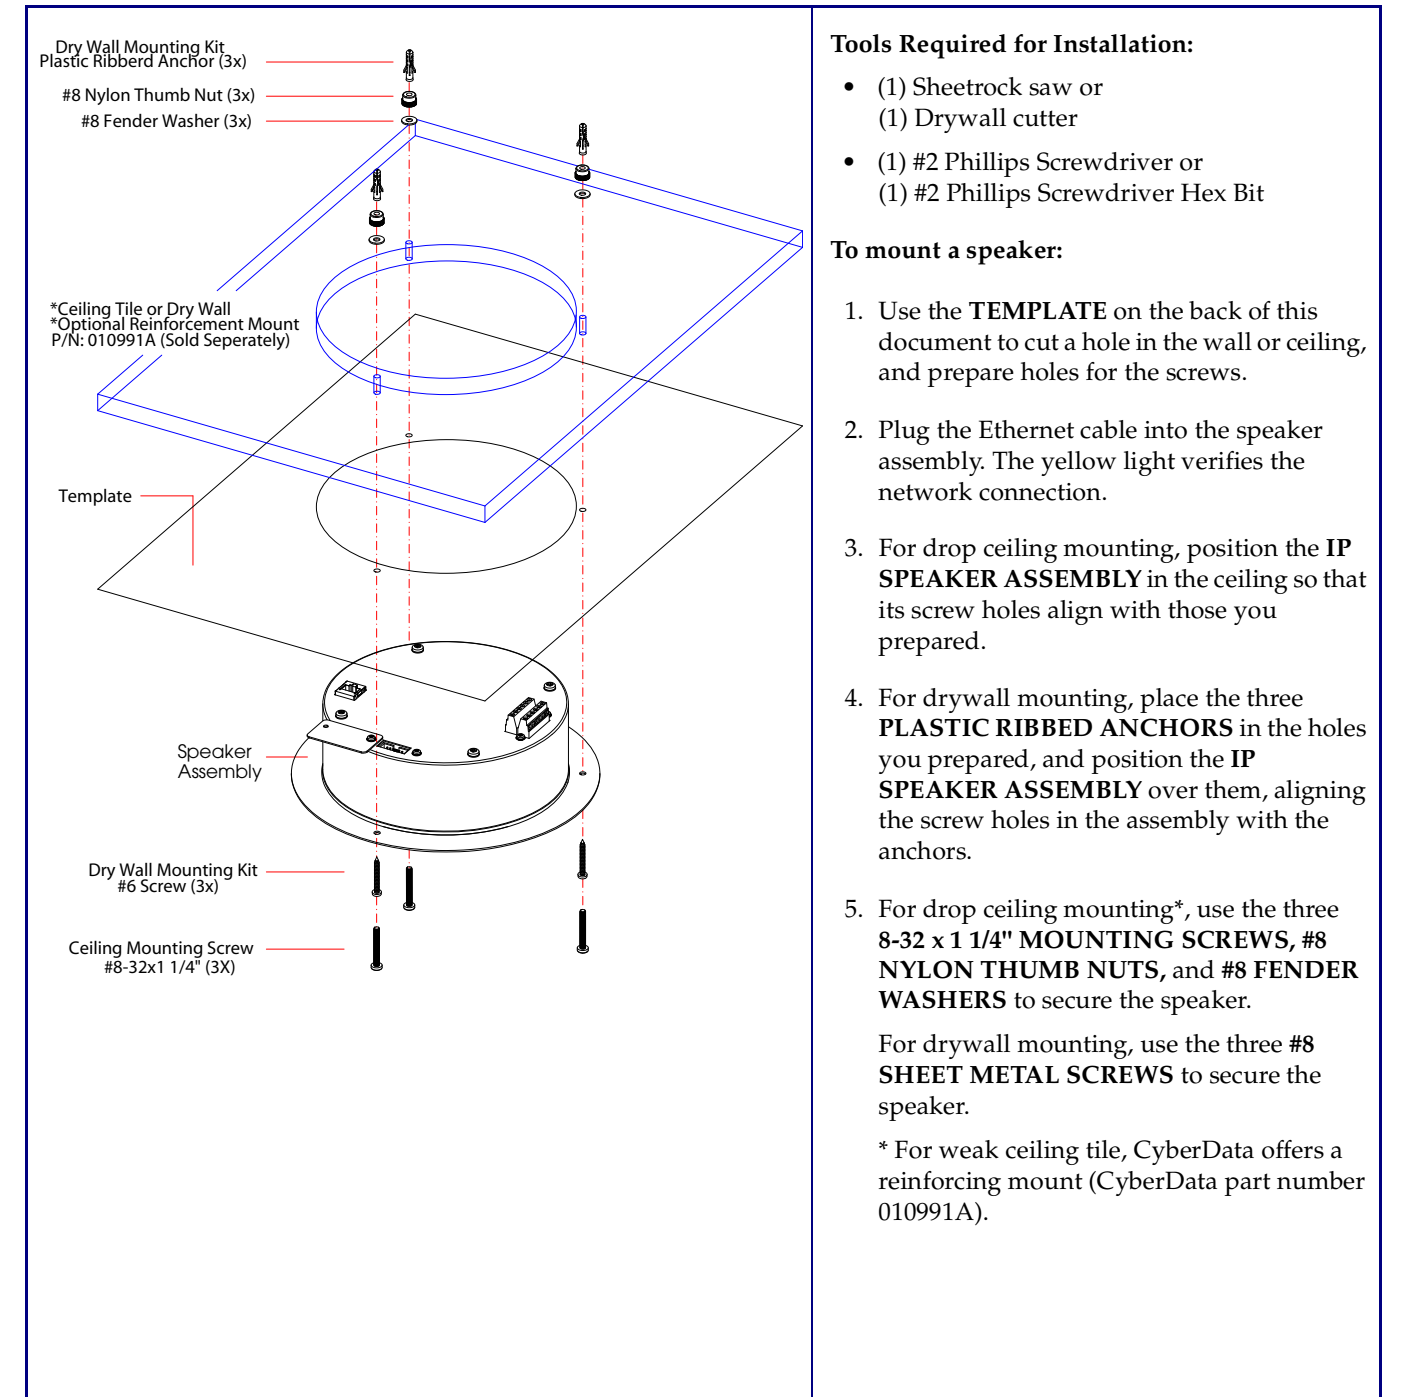 Dry Wall Mounting Kit
Plastic Ribberd Anchor (3x)
#8 Nylon Thumb Nut (3x)
#8 Fender Washer (3x)
*Ceiling Tile or Dry Wall
*Optional Reinforcement Mount
P/N: 010991A (Sold Seperately)
Template
Speaker
Assembly
Dry Wall Mounting Kit
#6 Screw (3x)
Ceiling Mounting Screw
#8-32x1 1/4" (3X)
Tools Required for Installation:
• (1) Sheetrock saw or
(1) Drywall cutter
• (1) #2 Phillips Screwdriver or
(1) #2 Phillips Screwdriver Hex Bit
To mount a speaker:
1. Use the TEMPLATE on the back of this
document to cut a hole in the wall or ceiling,
and prepare holes for the screws.
2. Plug the Ethernet cable into the speaker
assembly. The yellow light verifies the
network connection.
3. For drop ceiling mounting, position the IP
SPEAKER ASSEMBLY in the ceiling so that
its screw holes align with those you
prepared.
4. For drywall mounting, place the three
PLASTIC RIBBED ANCHORS in the holes
you prepared, and position the IP
SPEAKER ASSEMBLY over them, aligning
the screw holes in the assembly with the
anchors.
5. For drop ceiling mounting*, use the three
8-32 x 1 1/4" MOUNTING SCREWS, #8
NYLON THUMB NUTS, and #8 FENDER
WASHERS to secure the speaker.
For drywall mounting, use the three #8
SHEET METAL SCREWS to secure the
speaker.
* For weak ceiling tile, CyberData offers a
reinforcing mount (CyberData part number
010991A).